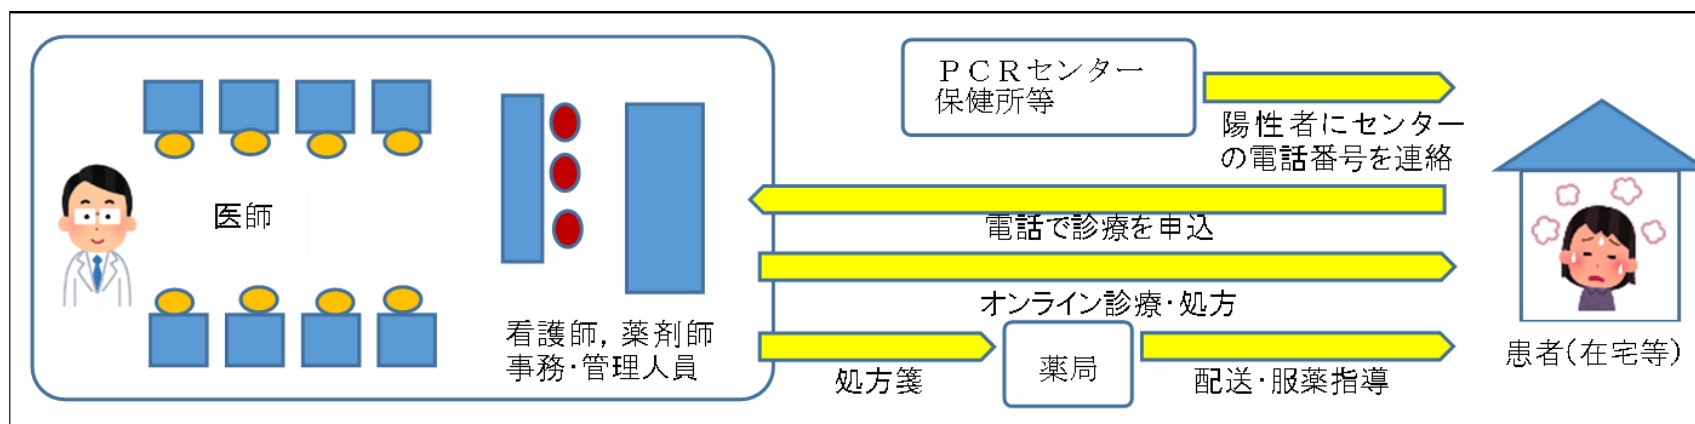 医師
看護師，薬剤師
事務・管理人員
ＰＣＲセンター
保健所等
陽性者にセンター
の電話番号を連絡
電話で診療を申込
オンライン診療・処方
処方箋
薬局
配送・服薬指導
患者（在宅等）